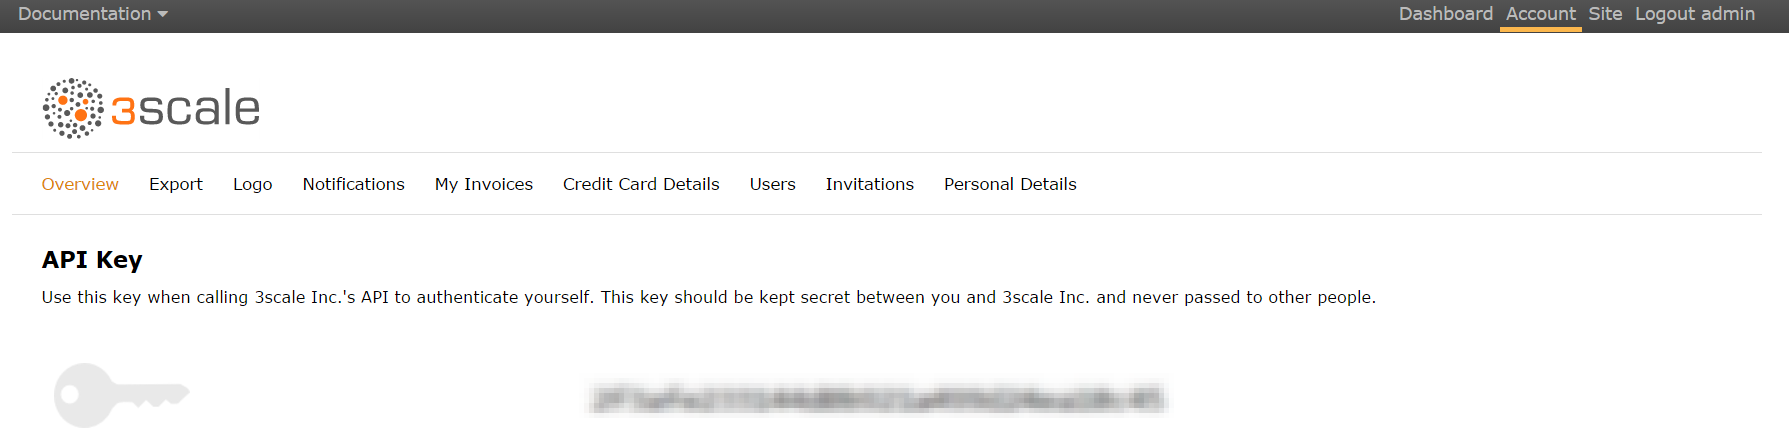 Documentation
Dashboard Account Site Logout admin
3scale
Overview Export Logo Notifications My Invoices Credit Card Details Users Invitations Personal Details
API Key
Use this key when calling 3scale Inc.'s API to authenticate yourself. This key should be kept secret between you and 3scale Inc. and never passed to other people.